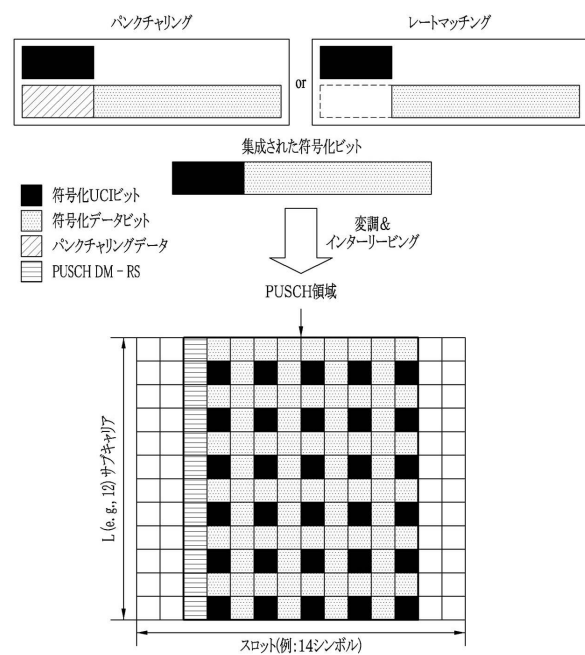 パンクチャリング
レートマッチング
or
集成された符号化ビット
符号化UCIビット
符号化データビット
パンクチャリングデータ
PUSCH DM－RS
変調&
インターリービング
PUSCH領域
L (e. g., 12) サブキャリア
スロット(例:14シンボル)